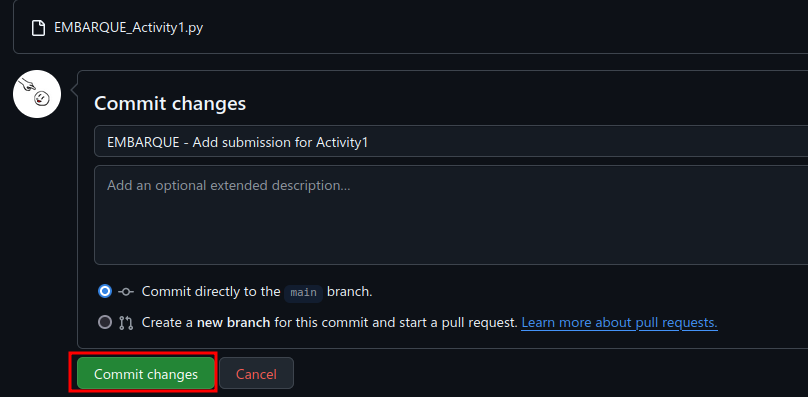 EMBARQUE_Activity1.py
Commit changes
EMBARQUE - Add submission for Activity1
Add an optional extended description...
Commit directly to the main branch.
Create a new branch for this commit and start a pull request. Learn more about pull requests.
Commit changes Cancel